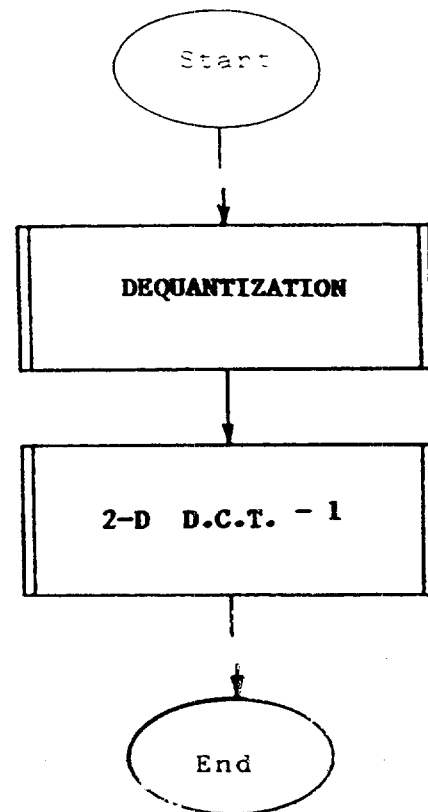 Start
DEQUANTIZATION
2-D D.C.T. - 1
End